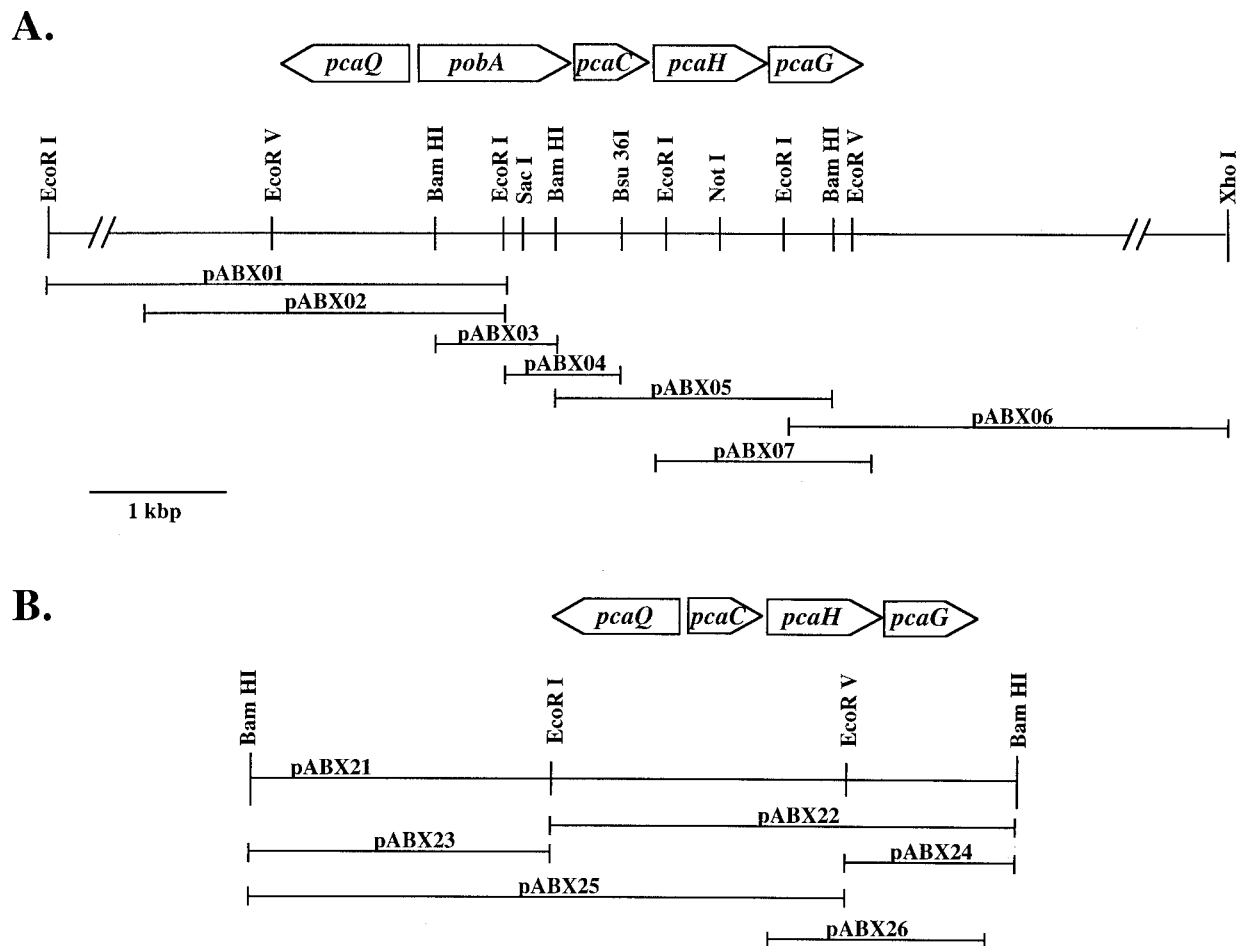 A.
pcaQ pobA pcaC pcaH pcaG
EcoR I EcoR V Bam HI EcoR I Sac I Bam HI Bsu 36I EcoR I Not I EcoR I Bam HI EcoR V Xho I
pABX01
pABX02
pABX03
pABX04
pABX05
pABX06
pABX07
1 kbp
B.
pcaQ pcaC pcaH pcaG
Bam HI EcoR I EcoR V Bam HI
pABX21
pABX22
pABX23
pABX24
pABX25
pABX26